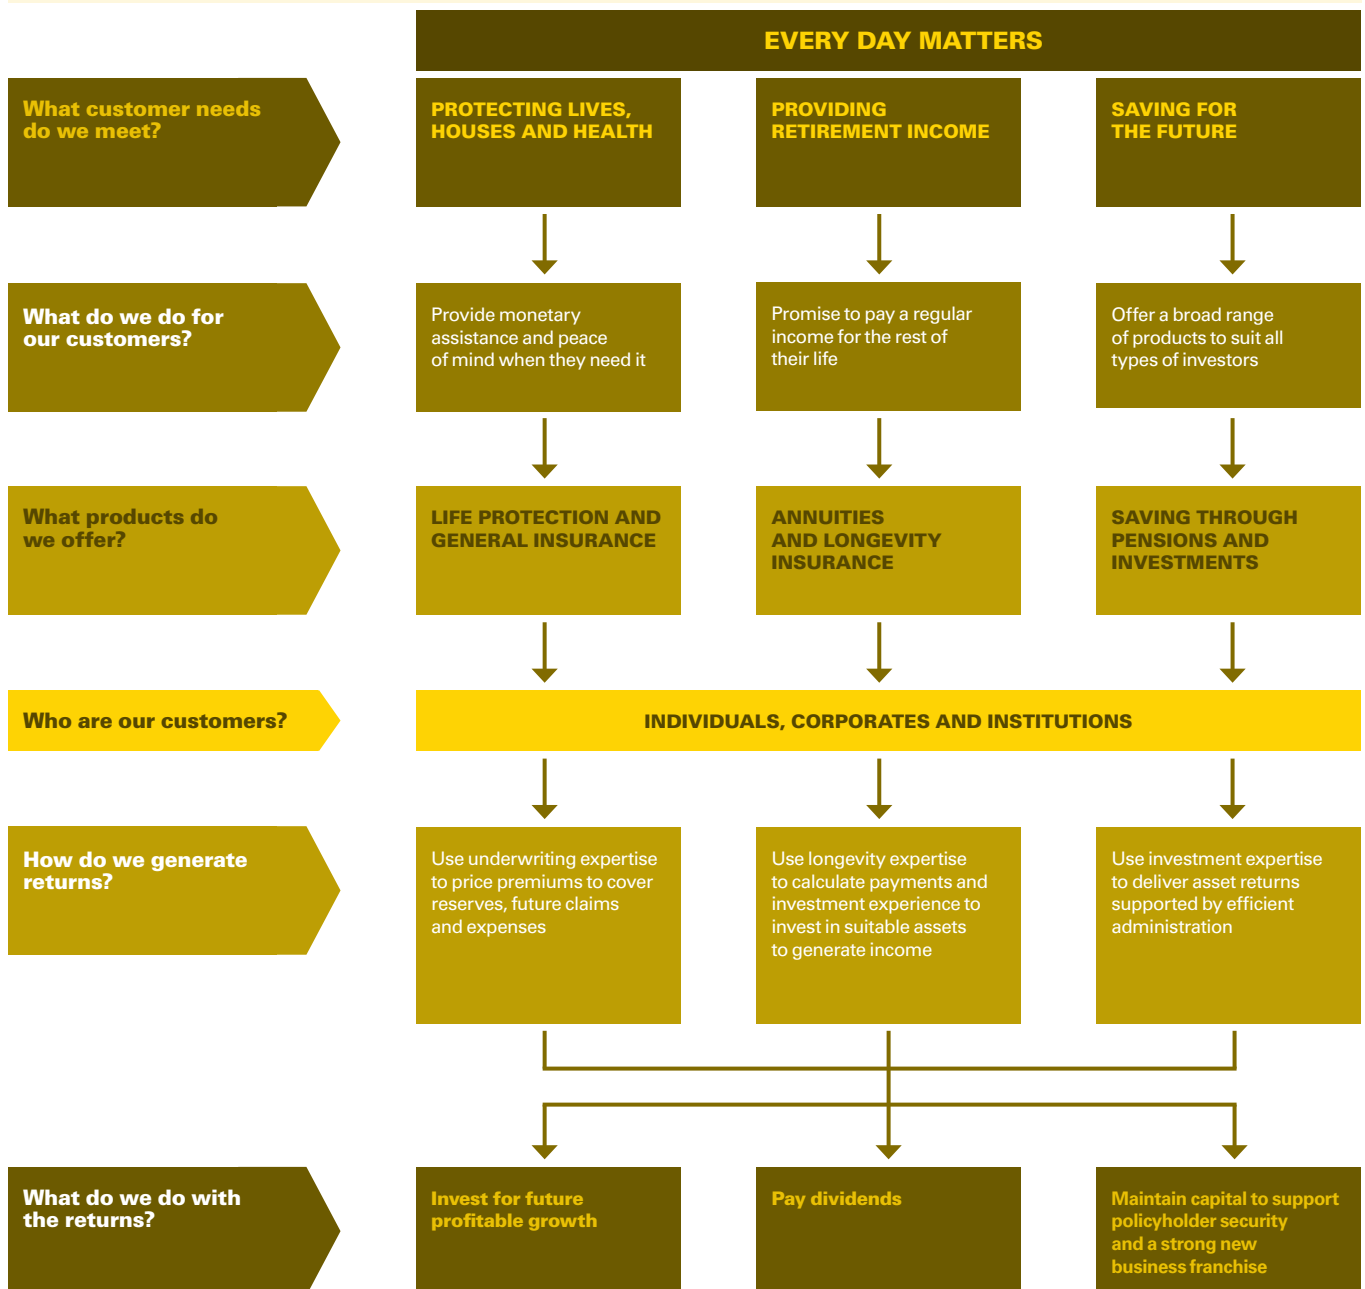 EVERY DAY MATTERS
What customer needs
do we meet?
PROTECTING LIVES,
HOUSES AND HEALTH
PROVIDING
RETIREMENT INCOME
SAVING FOR
THE FUTURE
What do we do for
our customers?
Provide monetary
assistance and peace
of mind when they need it
Promise to pay a regular
income for the rest of
their life
Offer a broad range
of products to suit all
types of investors
What products do
we offer?
LIFE PROTECTION AND
GENERAL INSURANCE
ANNUITIES
AND LONGEVITY
INSURANCE
SAVING THROUGH
PENSIONS AND
INVESTMENTS
Who are our customers?
INDIVIDUALS, CORPORATES AND INSTITUTIONS
How do we generate
returns?
Use underwriting expertise
to price premiums to cover
reserves, future claims
and expenses
Use longevity expertise
to calculate payments and
investment experience to
invest in suitable assets
to generate income
Use investment expertise
to deliver asset returns
supported by efficient
administration
What do we do with
the returns?
Invest for future
profitable growth
Pay dividends
Maintain capital to support
policyholder security
and a strong new
business franchise